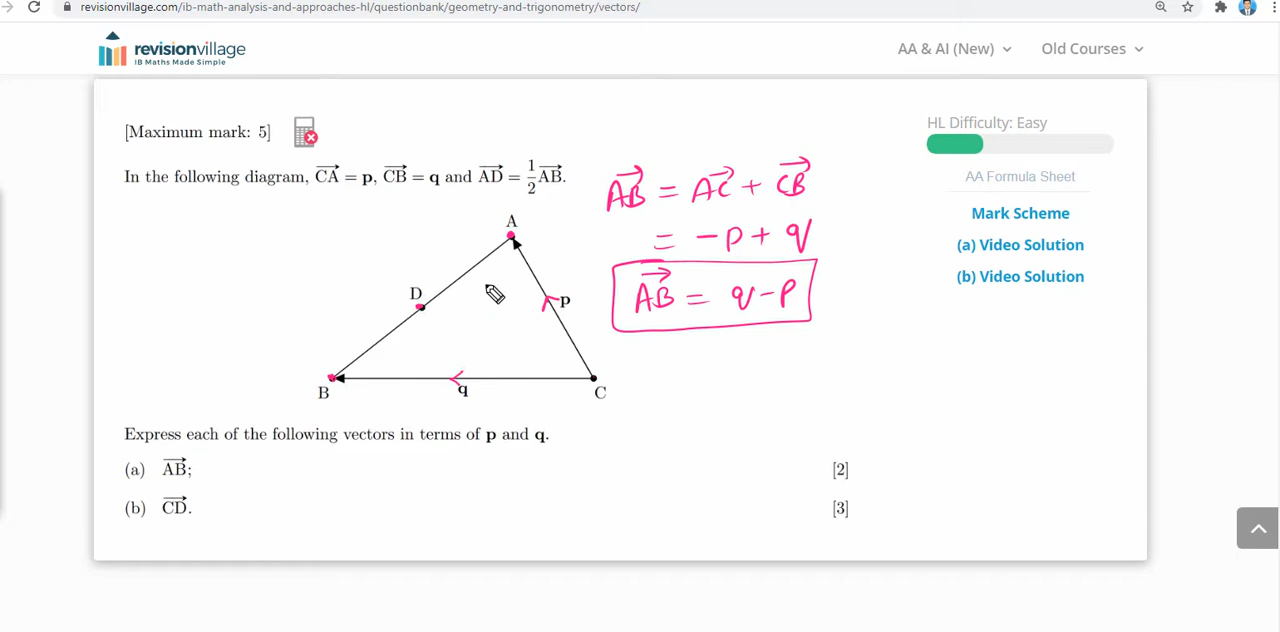 revisionvillage.com/ib-math-analysis-and-approaches-hl/questionbank/geometry-and-trigonometry/vectors/
revisionvillage
IB Maths Made Simple
AA & AI (New)
Old Courses
[Maximum mark: 5]
HL Difficulty: Easy
In the following diagram, CA→ = p, CB→ = q and AD→ = 1/2 AB→.
AB→ = AC→ + CB→
= -p + q
AB→ = q - p
AA Formula Sheet
Mark Scheme
(a) Video Solution
(b) Video Solution
A
D
p
B
q
C
Express each of the following vectors in terms of p and q.
(a) AB→; [2]
(b) CD→. [3]